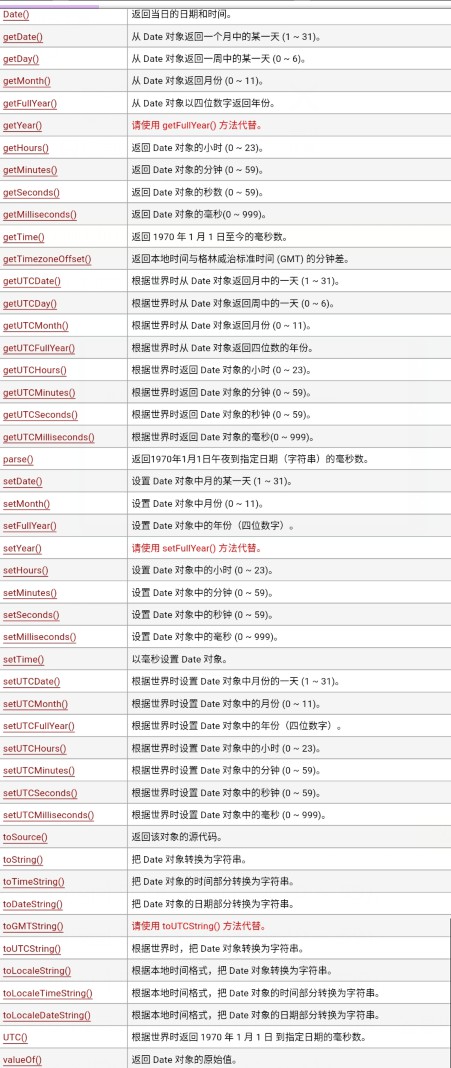 Date() 返回当日的日期和时间。
getDate() 从 Date 对象返回一个月中的某一天 (1 ~ 31)。
getDay() 从 Date 对象返回一周中的某一天 (0 ~ 6)。
getMonth() 从 Date 对象返回月份 (0 ~ 11)。
getFullYear() 从 Date 对象以四位数字返回年份。
getYear() 请使用 getFullYear() 方法代替。
getHours() 返回 Date 对象的小时 (0 ~ 23)。
getMinutes() 返回 Date 对象的分钟 (0 ~ 59)。
getSeconds() 返回 Date 对象的秒数 (0 ~ 59)。
getMilliseconds() 返回 Date 对象的毫秒(0 ~ 999)。
getTime() 返回 1970 年 1 月 1 日至今的毫秒数。
getTimezoneOffset() 返回本地时间与格林威治标准时间 (GMT) 的分钟差。
getUTCDate() 根据世界时从 Date 对象返回月中的一天 (1 ~ 31)。
getUTCDay() 根据世界时从 Date 对象返回周中的一天 (0 ~ 6)。
getUTCMonth() 根据世界时从 Date 对象返回月份 (0 ~ 11)。
getUTCFullYear() 根据世界时从 Date 对象返回四位数的年份。
getUTCHours() 根据世界时返回 Date 对象的小时 (0 ~ 23)。
getUTCMinutes() 根据世界时返回 Date 对象的分钟 (0 ~ 59)。
getUTCSeconds() 根据世界时返回 Date 对象的秒钟 (0 ~ 59)。
getUTCMilliseconds() 根据世界时返回 Date 对象的毫秒(0 ~ 999)。
parse() 返回1970年1月1日午夜到指定日期（字符串）的毫秒数。
setDate() 设置 Date 对象中月的某一天 (1 ~ 31)。
setMonth() 设置 Date 对象中月份 (0 ~ 11)。
setFullYear() 设置 Date 对象中的年份（四位数字）。
setYear() 请使用 setFullYear() 方法代替。
setHours() 设置 Date 对象中的小时 (0 ~ 23)。
setMinutes() 设置 Date 对象中的分钟 (0 ~ 59)。
setSeconds() 设置 Date 对象中的秒钟 (0 ~ 59)。
setMilliseconds() 设置 Date 对象中的毫秒 (0 ~ 999)。
setTime() 以毫秒设置 Date 对象。
setUTCDate() 根据世界时设置 Date 对象中月份的一天 (1 ~ 31)。
setUTCMonth() 根据世界时设置 Date 对象中的月份 (0 ~ 11)。
setUTCFullYear() 根据世界时设置 Date 对象中的年份（四位数字）。
setUTCHours() 根据世界时设置 Date 对象中的小时 (0 ~ 23)。
setUTCMinutes() 根据世界时设置 Date 对象中的分钟 (0 ~ 59)。
setUTCSeconds() 根据世界时设置 Date 对象中的秒钟 (0 ~ 59)。
setUTCMilliseconds() 根据世界时设置 Date 对象中的毫秒 (0 ~ 999)。
toSource() 返回该对象的源代码。
toString() 把 Date 对象转换为字符串。
toTimeString() 把 Date 对象的时间部分转换为字符串。
toDateString() 把 Date 对象的日期部分转换为字符串。
toGMTString() 请使用 toUTCString() 方法代替。
toUTCString() 根据世界时，把 Date 对象转换为字符串。
toLocaleString() 根据本地时间格式，把 Date 对象转换为字符串。
toLocaleTimeString() 根据本地时间格式，把 Date 对象的时间部分转换为字符串。
toLocaleDateString() 根据本地时间格式，把 Date 对象的日期部分转换为字符串。
UTC() 根据世界时返回 1970 年 1 月 1 日 到指定日期的毫秒数。
valueOf() 返回 Date 对象的原始值。